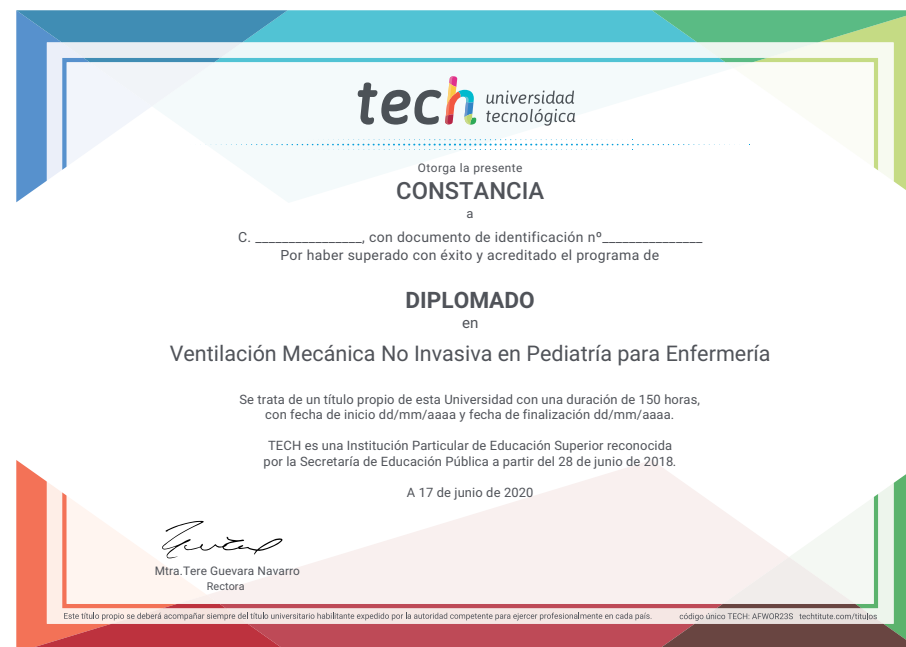 tech universidad
tecnológica
Otorga la presente
CONSTANCIA
a
C. ________________, con documento de identificación nº_______________
Por haber superado con éxito y acreditado el programa de
DIPLOMADO
en
Ventilación Mecánica No Invasiva en Pediatría para Enfermería
Se trata de un título propio de esta Universidad con una duración de 150 horas,
con fecha de inicio dd/mm/aaaa y fecha de finalización dd/mm/aaaa.
TECH es una Institución Particular de Educación Superior reconocida
por la Secretaría de Educación Pública a partir del 28 de junio de 2018.
A 17 de junio de 2020
Mtra.Tere Guevara Navarro
Rectora
Este título propio se deberá acompañar siempre del título universitario habilitante expedido por la autoridad competente para ejercer profesionalmente en cada país. código único TECH: AFWOR23S techtitute.com/titulos